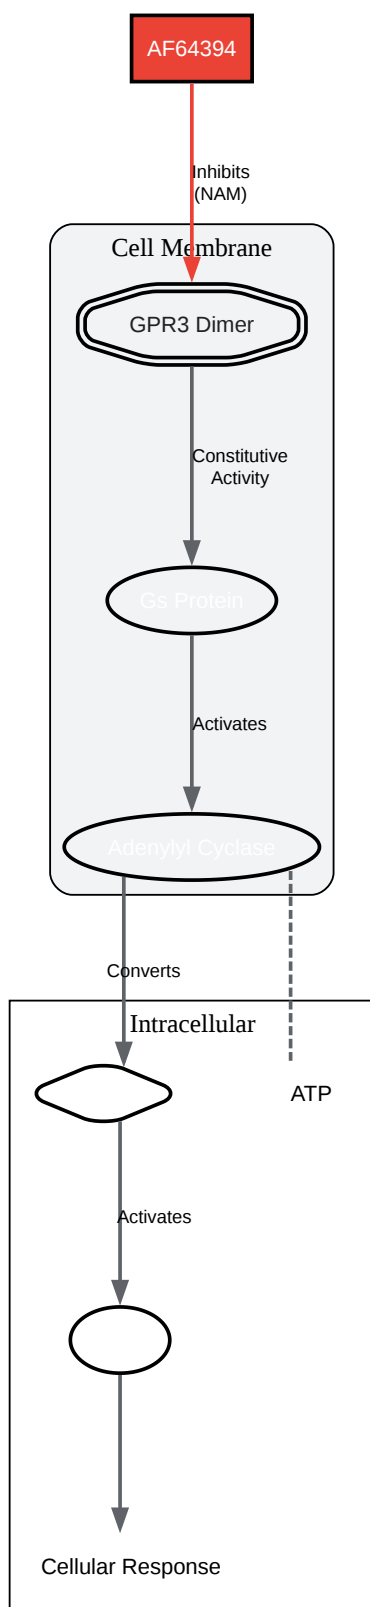 AF64394
Inhibits
(NAM)
Cell Membrane
GPR3 Dimer
Constitutive
Activity
Gs Protein
Activates
Adenylyl Cyclase
Converts
Intracellular
ATP
Activates
Cellular Response